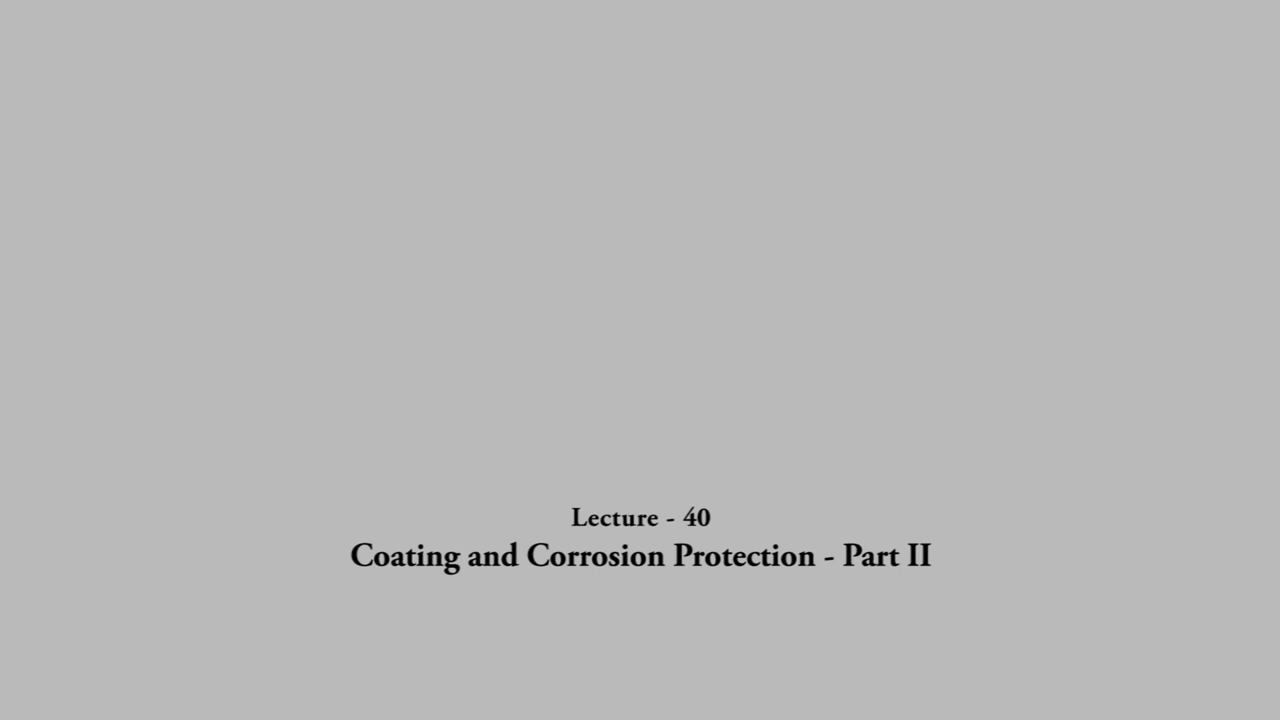 Lecture - 40
Coating and Corrosion Protection - Part II